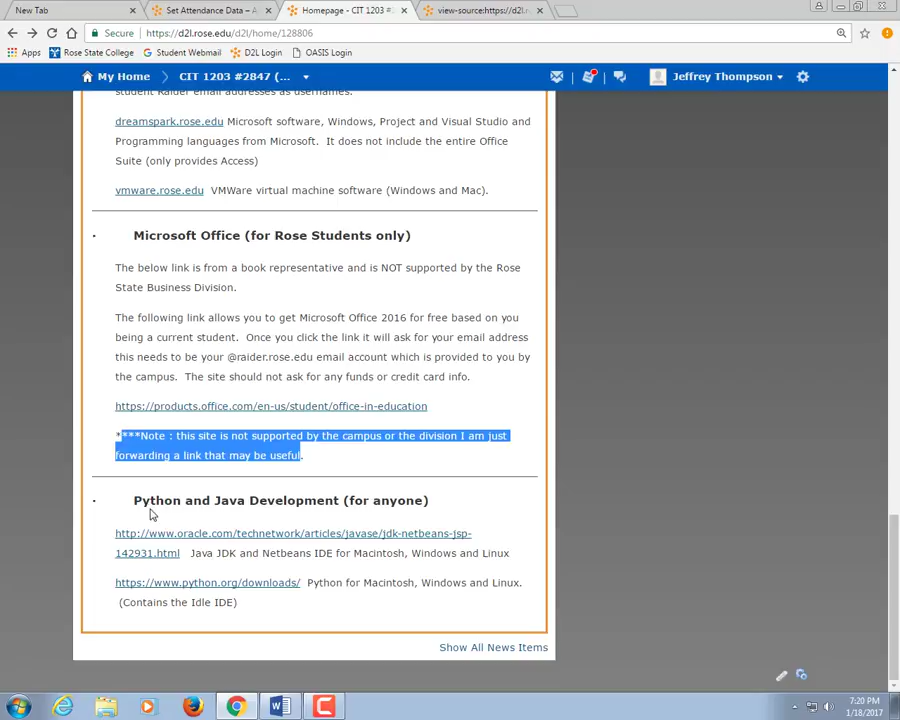 New Tab
Set Attendance Data – A
Homepage - CIT 1203 #2
view-source:https://d2l.r
Secure
https://d2l.rose.edu/d2l/home/128806
Apps
Rose State College
Student Webmail
D2L Login
OASIS Login
My Home
CIT 1203 #2847 (...
Jeffrey Thompson
student Raider email addresses as usernames.
dreamspark.rose.edu Microsoft software, Windows, Project and Visual Studio and
Programming languages from Microsoft. It does not include the entire Office
Suite (only provides Access)
vmware.rose.edu VMWare virtual machine software (Windows and Mac).
· Microsoft Office (for Rose Students only)
The below link is from a book representative and is NOT supported by the Rose
State Business Division.
The following link allows you to get Microsoft Office 2016 for free based on you
being a current student. Once you click the link it will ask for your email address
this needs to be your @raider.rose.edu email account which is provided to you by
the campus. The site should not ask for any funds or credit card info.
https://products.office.com/en-us/student/office-in-education
****Note : this site is not supported by the campus or the division I am just
forwarding a link that may be useful.
· Python and Java Development (for anyone)
http://www.oracle.com/technetwork/articles/javase/jdk-netbeans-jsp-
142931.html Java JDK and Netbeans IDE for Macintosh, Windows and Linux
https://www.python.org/downloads/ Python for Macintosh, Windows and Linux.
(Contains the Idle IDE)
Show All News Items
7:20 PM
1/18/2017